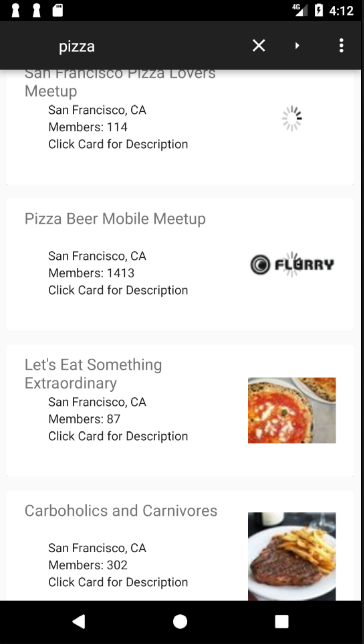 4G
4:12
pizza
San Francisco Pizza Lovers
Meetup
San Francisco, CA
Members: 114
Click Card for Description
Pizza Beer Mobile Meetup
San Francisco, CA
Members: 1413
Click Card for Description
FLURRY
Let's Eat Something
Extraordinary
San Francisco, CA
Members: 87
Click Card for Description
Carboholics and Carnivores
San Francisco, CA
Members: 302
Click Card for Description